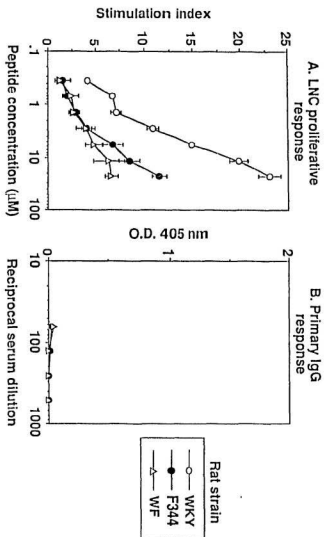 A. LNC proliferative
response
Stimulation index
25
20
15
10
5
0
.1
1
10
100
Peptide concentration (uM)
B. Primary IgG
response
O.D. 405 nm
2
1
0
10
100
1000
Reciprocal serum dilution
Rat strain
WKY
F344
WF